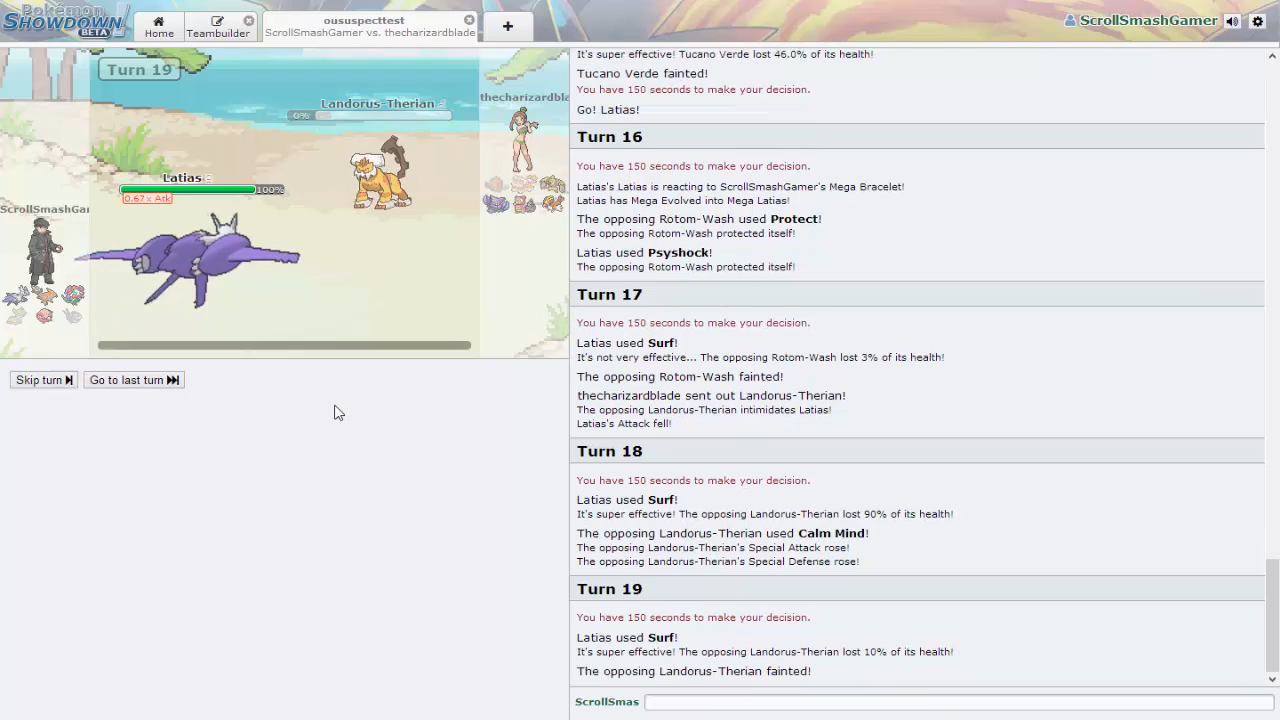 Pokémon
SHOWDOWN!
BETA
Home
Teambuilder
ououspecttest
ScrollSmashGamer vs. thecharizardblade
+
ScrollSmashGamer
Turn 19
Landorus-Therian
0%
thecharizardbla
Latias
100%
0.67x Atk
ScrollSmashGar
Skip turn
Go to last turn
It's super effective! Tucano Verde lost 46.0% of its health!
Tucano Verde fainted!
You have 150 seconds to make your decision.
Go! Latias!
Turn 16
You have 150 seconds to make your decision.
Latias's Latias is reacting to ScrollSmashGamer's Mega Bracelet!
Latias has Mega Evolved into Mega Latias!
The opposing Rotom-Wash used Protect!
The opposing Rotom-Wash protected itself!
Latias used Psyshock!
The opposing Rotom-Wash protected itself!
Turn 17
You have 150 seconds to make your decision.
Latias used Surf!
It's not very effective... The opposing Rotom-Wash lost 3% of its health!
The opposing Rotom-Wash fainted!
thecharizardblade sent out Landorus-Therian!
The opposing Landorus-Therian intimidates Latias!
Latias's Attack fell!
Turn 18
You have 150 seconds to make your decision.
Latias used Surf!
It's super effective! The opposing Landorus-Therian lost 90% of its health!
The opposing Landorus-Therian used Calm Mind!
The opposing Landorus-Therian's Special Attack rose!
The opposing Landorus-Therian's Special Defense rose!
Turn 19
You have 150 seconds to make your decision.
Latias used Surf!
It's super effective! The opposing Landorus-Therian lost 10% of its health!
The opposing Landorus-Therian fainted!
ScrollSmas